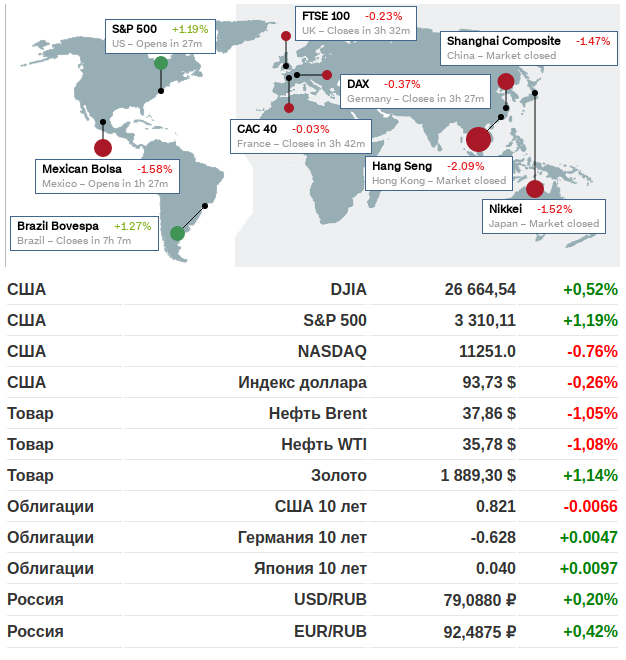 S&P 500 +1.19%
US – Opens in 27m
FTSE 100 -0.23%
UK – Closes in 3h 32m
Shanghai Composite -1.47%
China – Market closed
DAX -0.37%
Germany – Closes in 3h 27m
CAC 40 -0.03%
France – Closes in 3h 42m
Mexican Bolsa -1.58%
Mexico – Opens in 1h 27m
Hang Seng -2.09%
Hong Kong – Market closed
Nikkei -1.52%
Japan – Market closed
Brazil Bovespa +1.27%
Brazil – Closes in 7h 7m
США DJIA 26 664,54 +0,52%
США S&P 500 3 310,11 +1,19%
США NASDAQ 11251.0 -0.76%
США Индекс доллара 93,73 $ -0,26%
Товар Нефть Brent 37,86 $ -1,05%
Товар Нефть WTI 35,78 $ -1,08%
Товар Золото 1 889,30 $ +1,14%
Облигации США 10 лет 0.821 -0.0066
Облигации Германия 10 лет -0.628 +0.0047
Облигации Япония 10 лет 0.040 +0.0097
Россия USD/RUB 79,0880 ₽ +0,20%
Россия EUR/RUB 92,4875 ₽ +0,42%